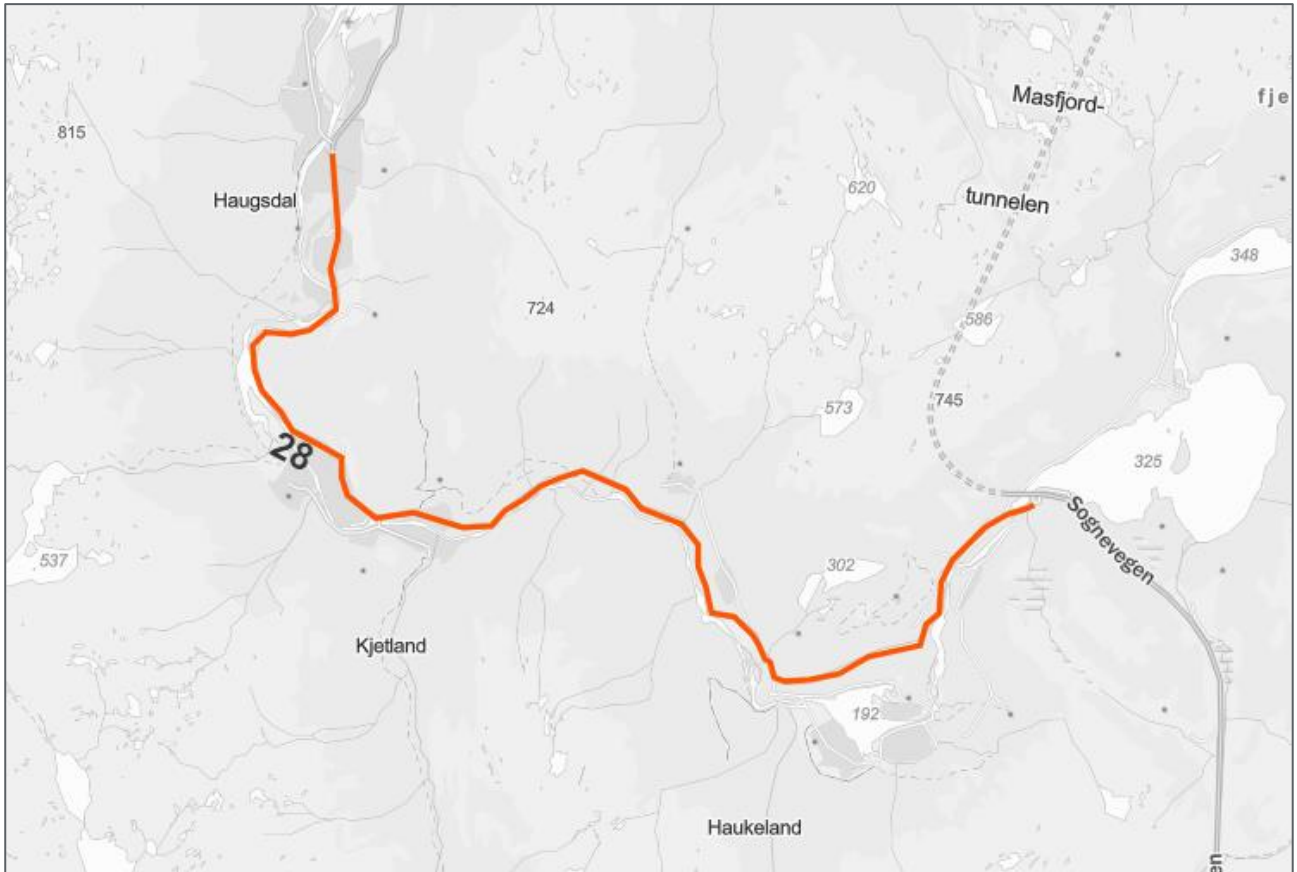 Masfjord-
fje
815
620
Haugsdal
tunnelen
348
724
586
573
745
28
325
Sognevegen
537
302
Kjetland
192
Haukeland
en